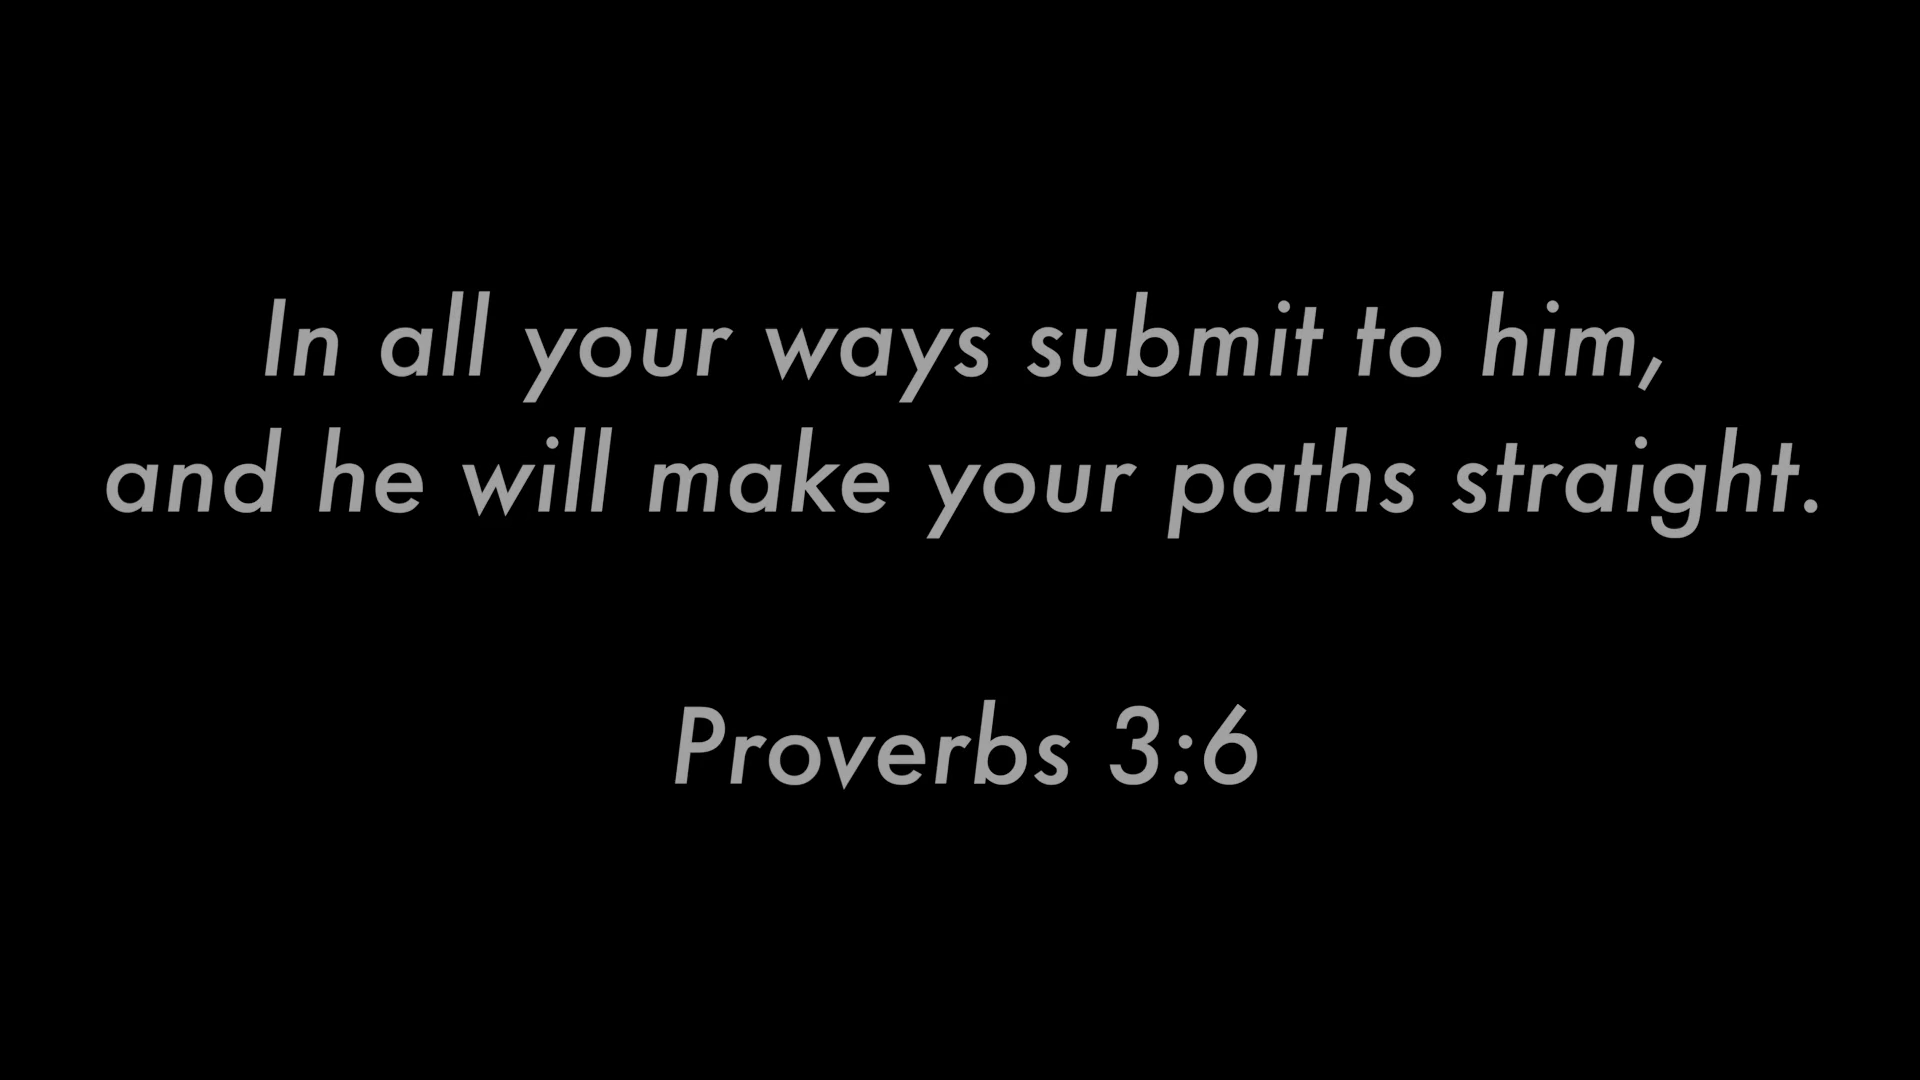 In all your ways submit to him,
and he will make your paths straight.
Proverbs 3:6